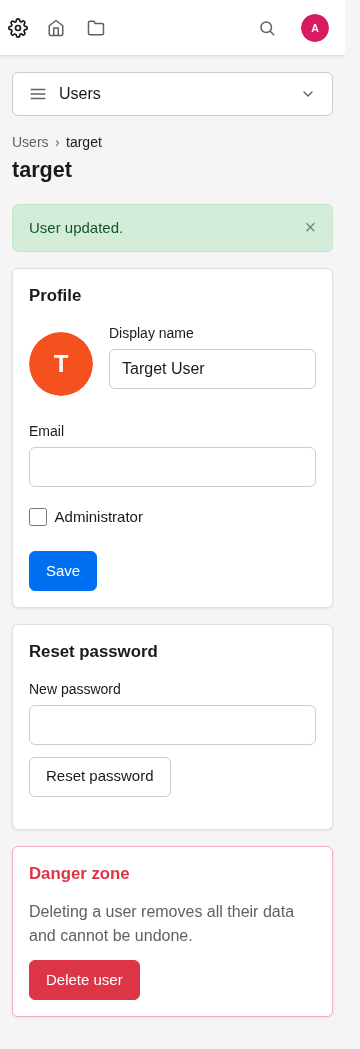 A
Users
Users › target
target
User updated.
Profile
T
Display name
Target User
Email
Administrator
Save
Reset password
New password
Reset password
Danger zone
Deleting a user removes all their data
and cannot be undone.
Delete user